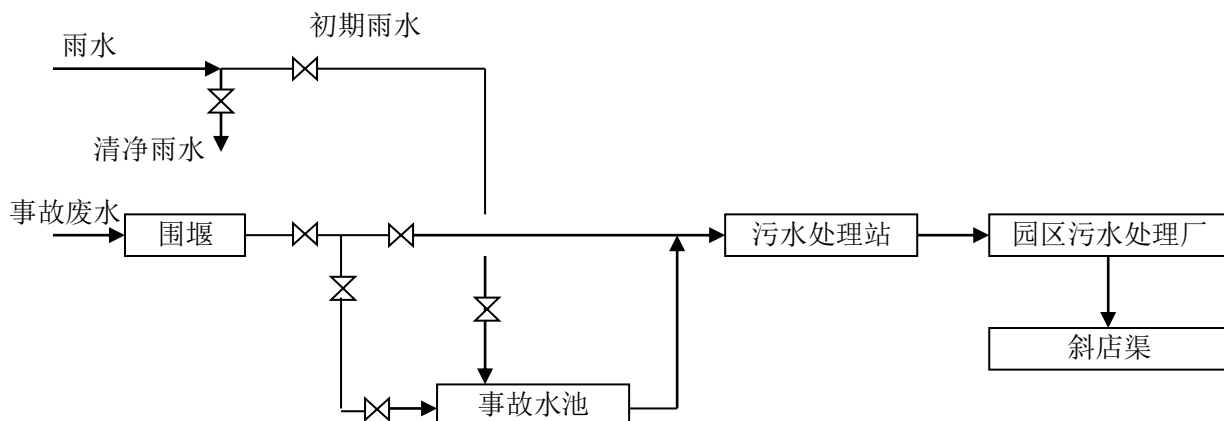 初期雨水
雨水
清净雨水
事故废水
围堰
污水处理站
园区污水处理厂
斜店渠
事故水池